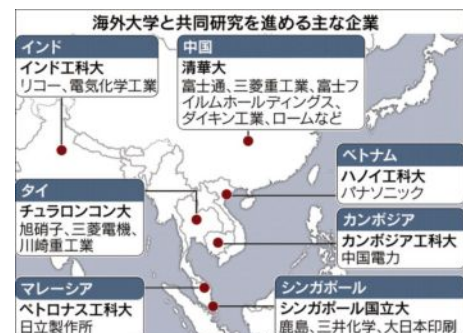 海外大学と共同研究を進める主な企業
インド
インド工科大
リコー、電気化学工業
中国
清華大
富士通、三菱重工業、富士フ
イルムホールディングス、
ダイキン工業、ロームなど
ベトナム
ハノイ工科大
パナソニック
タイ
チュラロンコン大
旭硝子、三菱電機、
川崎重工業
カンボジア
カンボジア工科大
中国電力
マレーシア
ペトロナス工科大
日立製作所
シンガポール
シンガポール国立大
鹿島、三井化学、大日本印刷